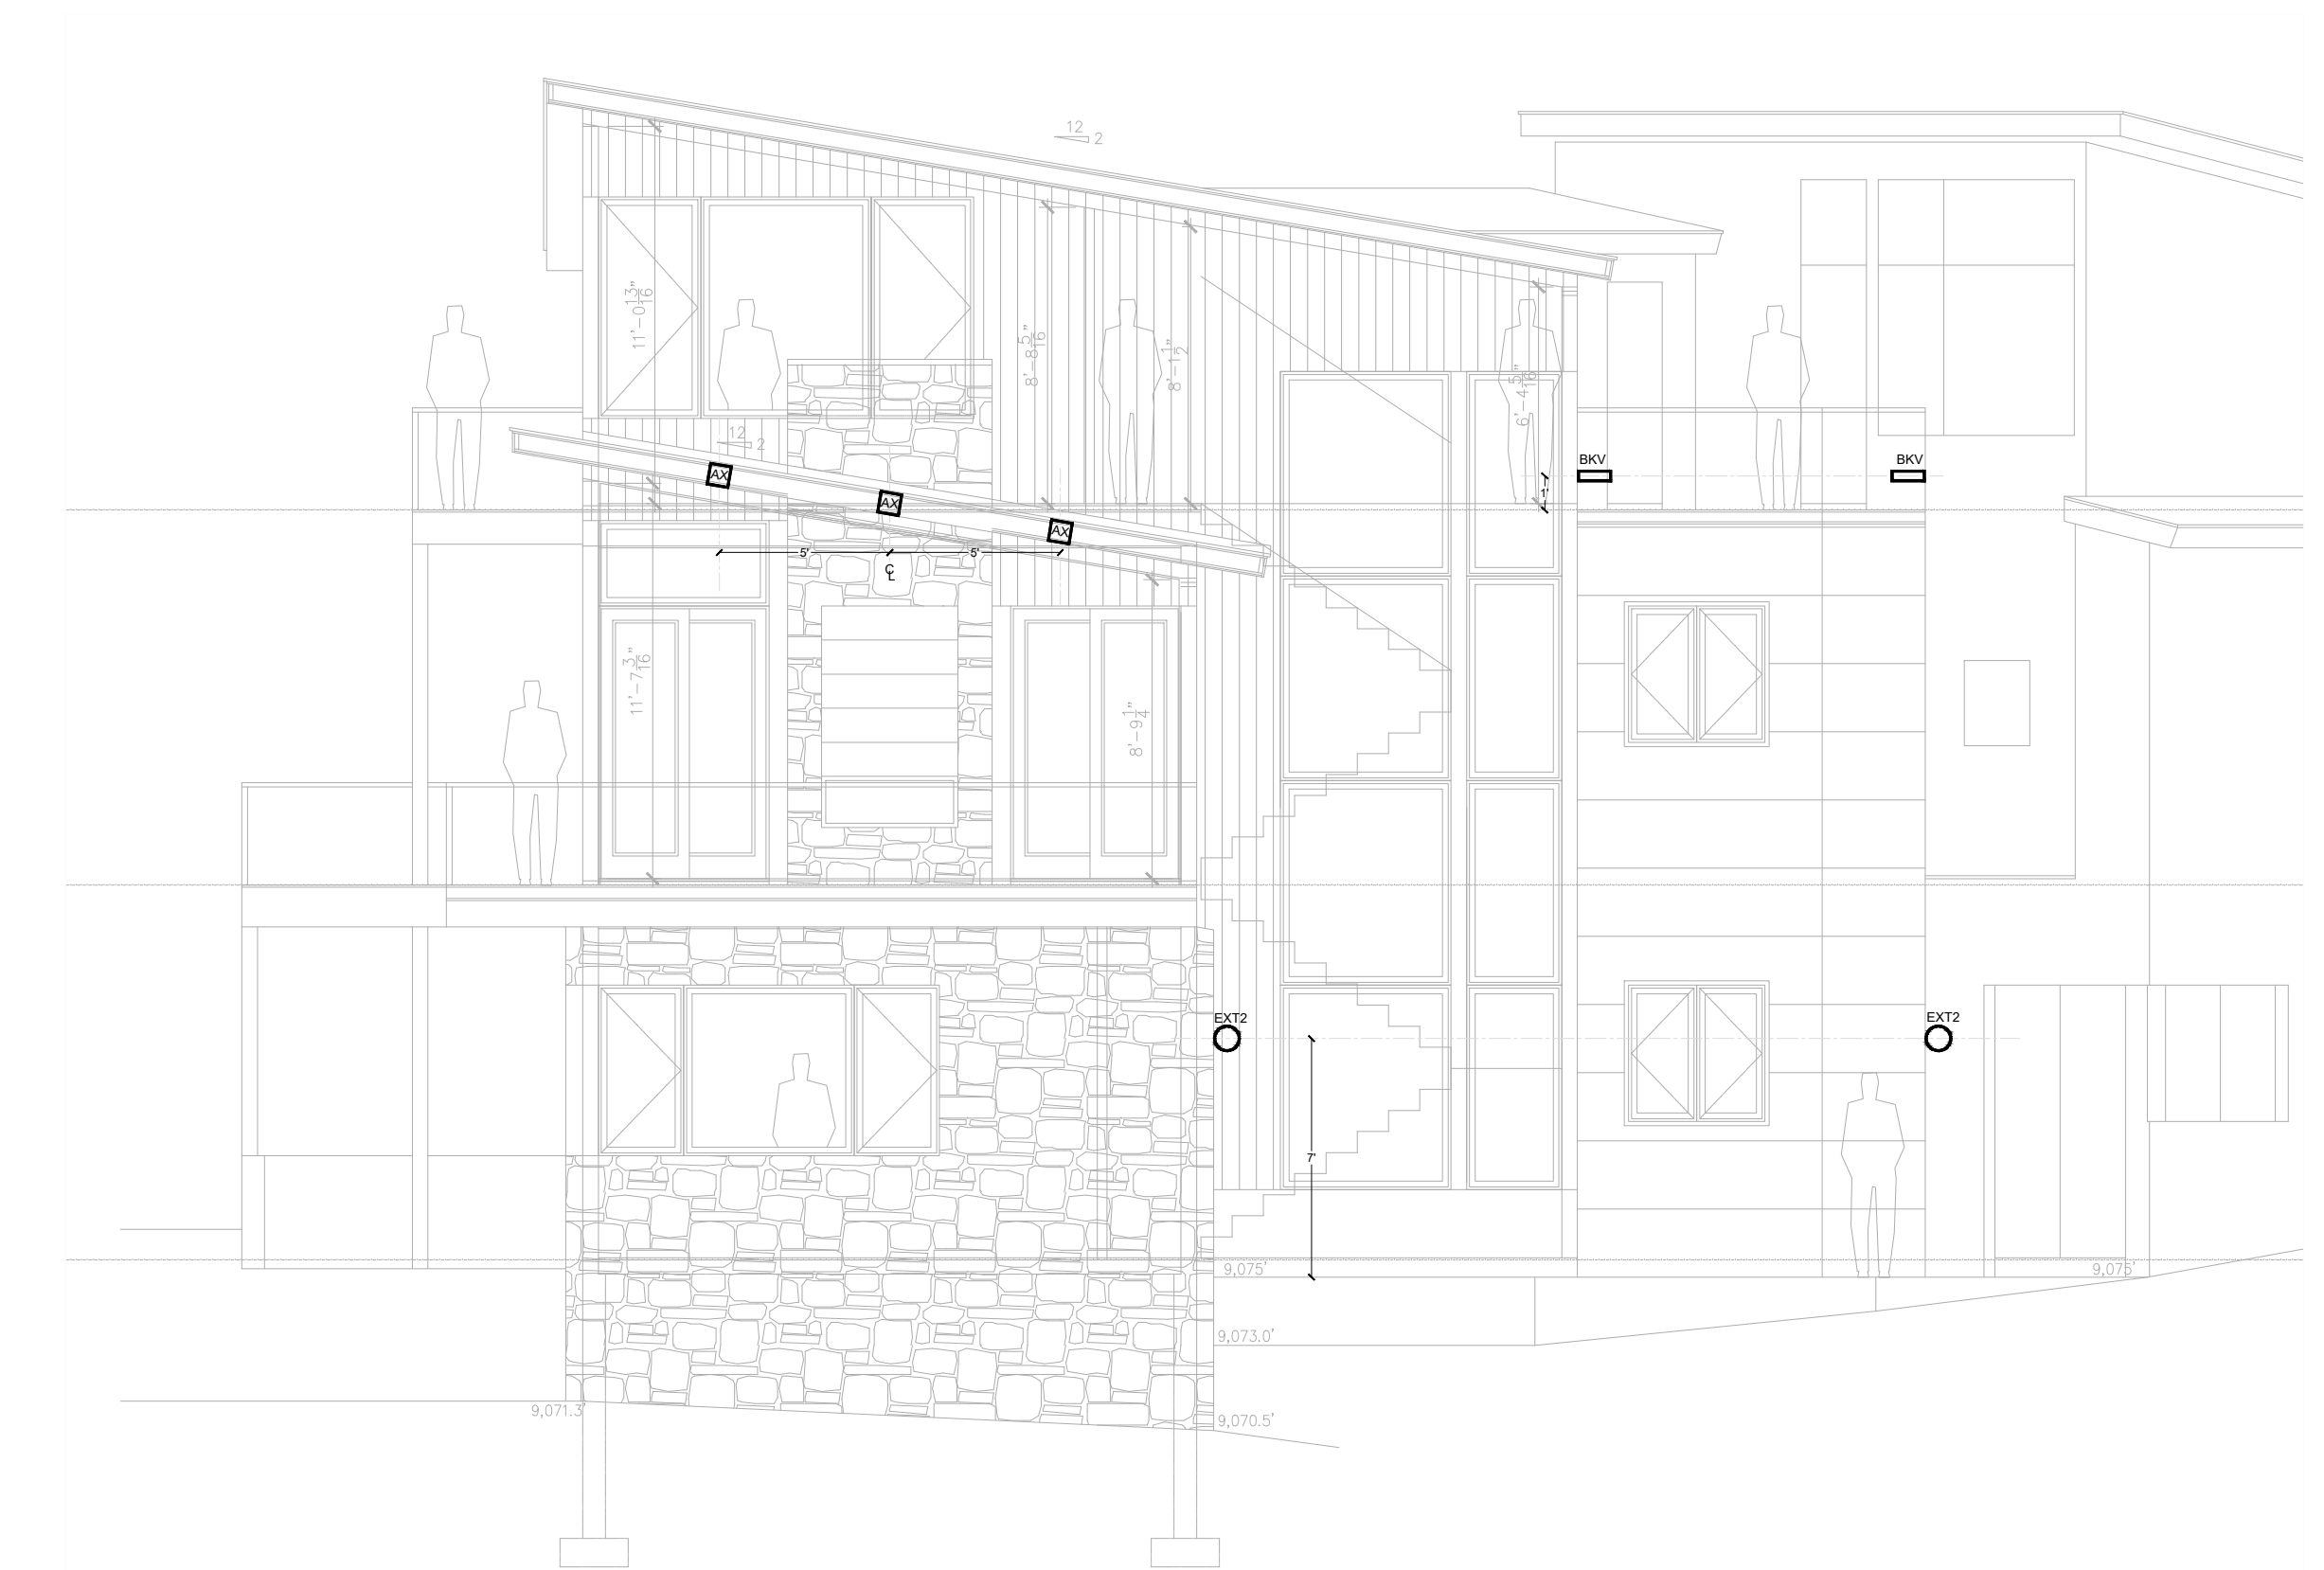 12
2
11'-0 13/16"
8'-8 5/16"
8'-1 1/2"
6'-4 5/16"
12
2
BKV
BKV
AX
AX
AX
1'
5'
5'
CL
11'-7 3/16"
8'-9 1/4"
EXT2
EXT2
7'
9,075'
9,075'
9,073.0'
9,071.3'
9,070.5'